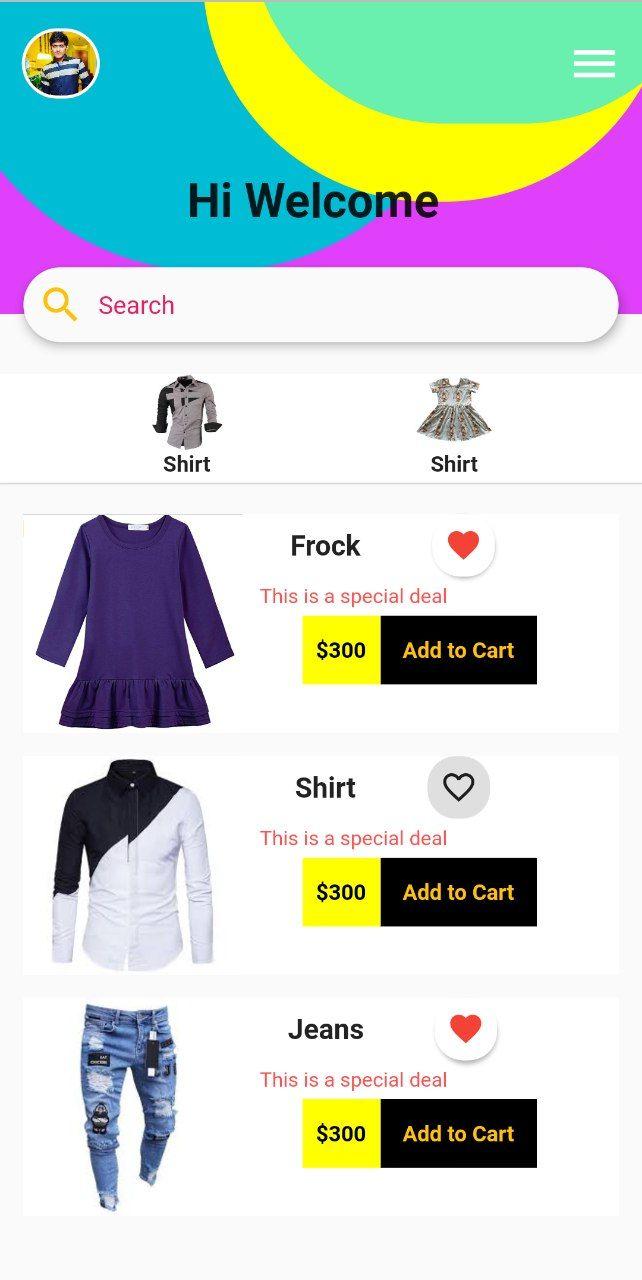 Hi Welcome
Search
Shirt
Shirt
Frock
This is a special deal
$300
Add to Cart
Shirt
This is a special deal
$300
Add to Cart
Jeans
This is a special deal
$300
Add to Cart